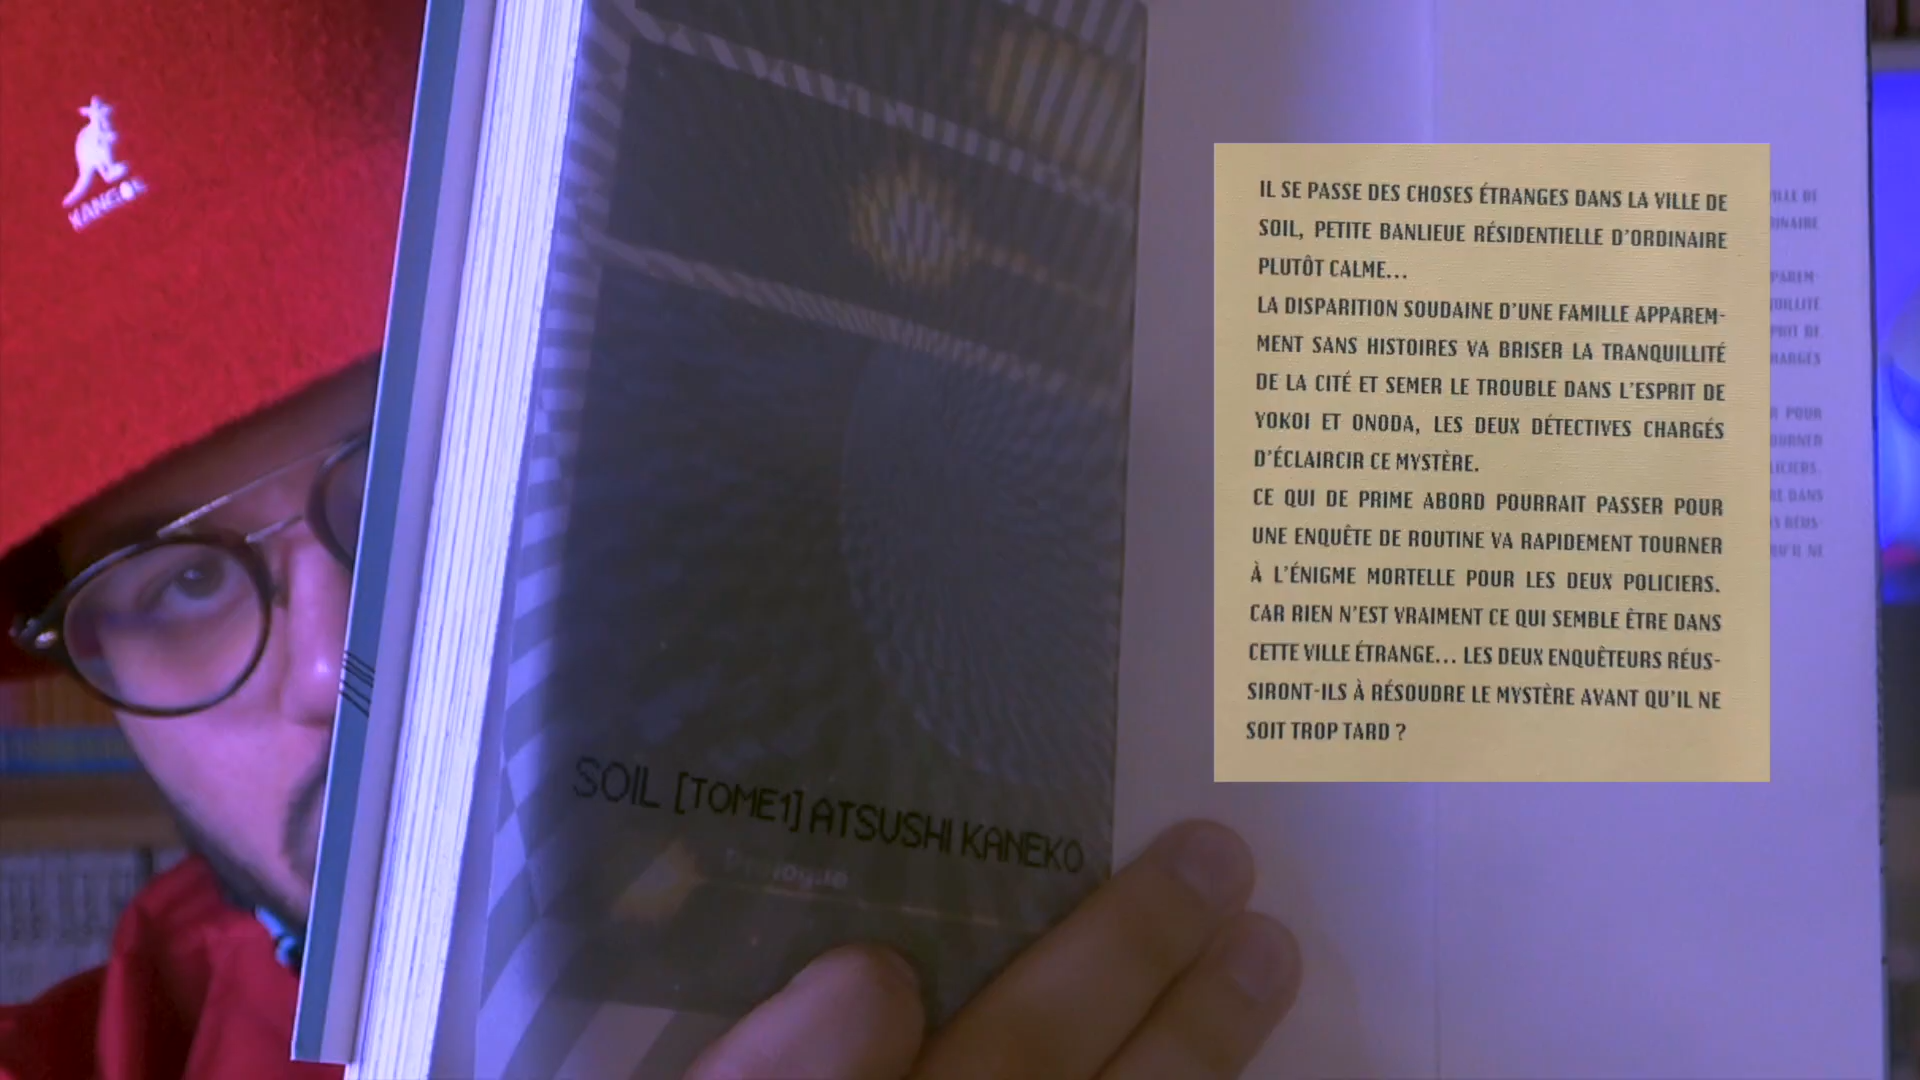 KANGOL
SOIL [TOME1] ATSUSHI KANEKO
Prologue
IL SE PASSE DES CHOSES ÉTRANGES DANS LA VILLE DE
SOIL, PETITE BANLIEUE RÉSIDENTIELLE D'ORDINAIRE
PLUTÔT CALME...
LA DISPARITION SOUDAINE D'UNE FAMILLE APPAREM-
MENT SANS HISTOIRES VA BRISER LA TRANQUILLITÉ
DE LA CITÉ ET SEMER LE TROUBLE DANS L'ESPRIT DE
YOKOI ET ONODA, LES DEUX DÉTECTIVES CHARGÉS
D'ÉCLAIRCIR CE MYSTÈRE.
CE QUI DE PRIME ABORD POURRAIT PASSER POUR
UNE ENQUÊTE DE ROUTINE VA RAPIDEMENT TOURNER
À L'ÉNIGME MORTELLE POUR LES DEUX POLICIERS.
CAR RIEN N'EST VRAIMENT CE QUI SEMBLE ÊTRE DANS
CETTE VILLE ÉTRANGE... LES DEUX ENQUÊTEURS RÉUS-
SIRONT-ILS À RÉSOUDRE LE MYSTÈRE AVANT QU'IL NE
SOIT TROP TARD ?